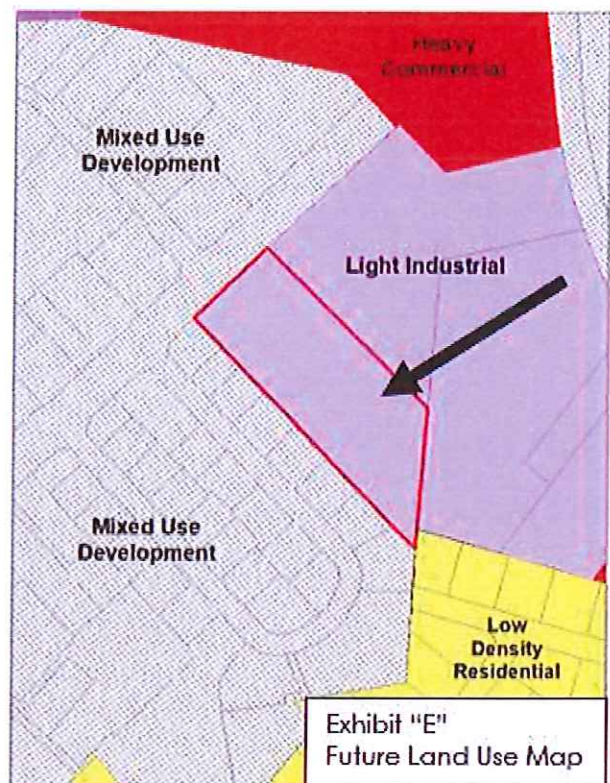 Heavy
Commercial
Mixed Use
Development
Light Industrial
Mixed Use
Development
Low
Density
Residential
Exhibit "E"
Future Land Use Map